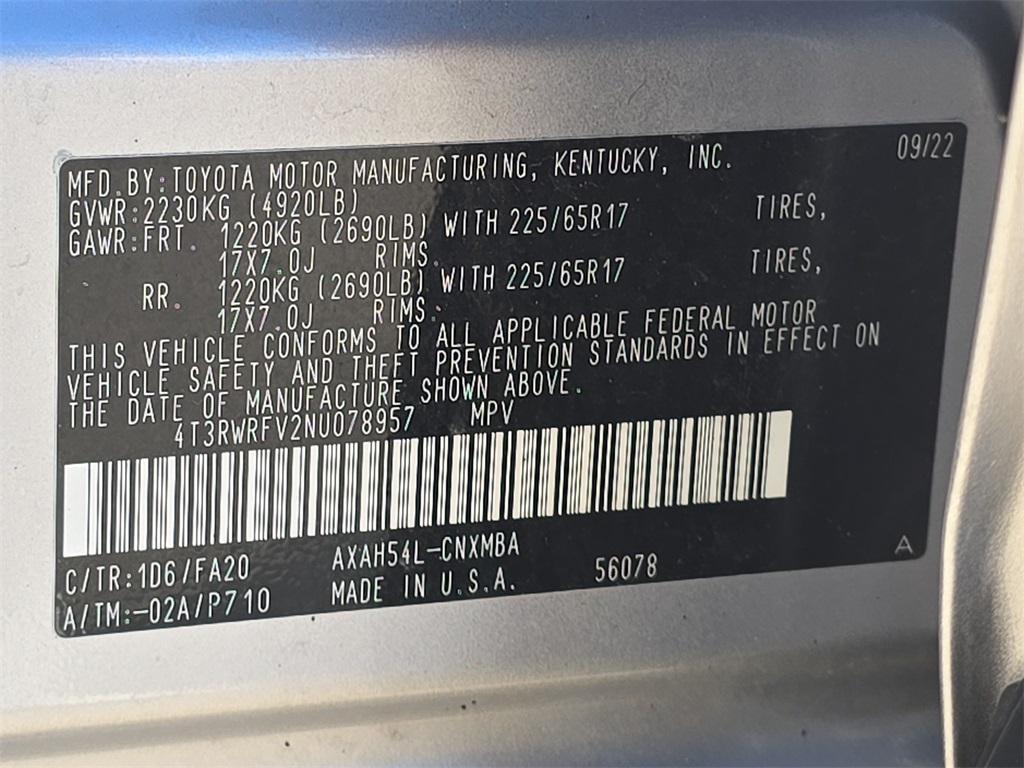 09/22
MFD.BY:TOYOTA MOTOR MANUFACTURING, KENTUCKY, INC.
GVWR:2230KG (4920LB)
GAWR:FRT. 1220KG (2690LB) WITH 225/65R17 TIRES,
17X7.0J RIMS.
RR. 1220KG (2690LB) WITH 225/65R17 TIRES,
17X7.0J RIMS.
THIS VEHICLE CONFORMS TO ALL APPLICABLE FEDERAL MOTOR
VEHICLE SAFETY AND THEFT PREVENTION STANDARDS IN EFFECT ON
THE DATE OF MANUFACTURE SHOWN ABOVE.
4T3RWRFV2NU078957 MPV
C/TR:1D6/FA20 AXAH54L-CNXMBA
A/TM:-02A/P710 MADE IN U.S.A. 56078 A